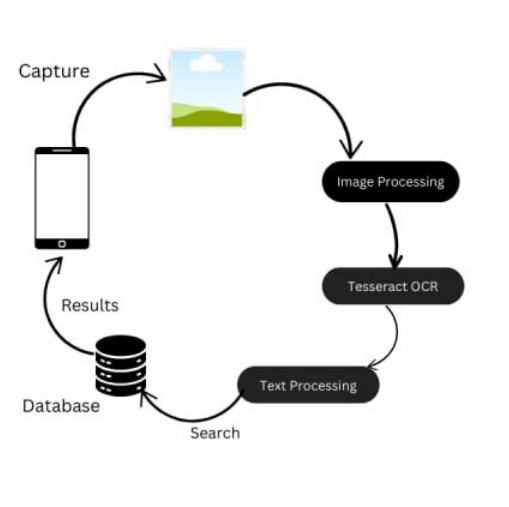 Capture
Image Processing
Tesseract OCR
Text Processing
Search
Database
Results